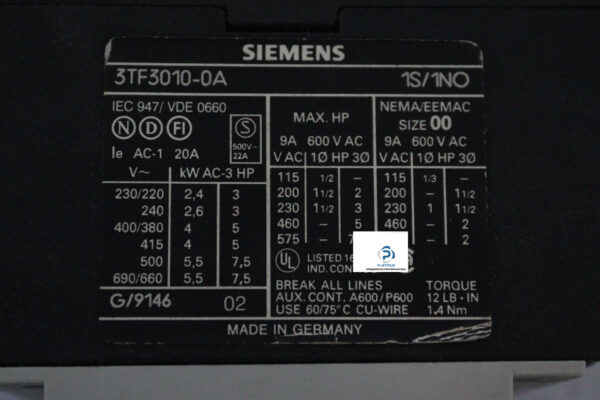 SIEMENS
3TF3010-0A 1S/1NO
IEC 947/ VDE 0660
N D FI S
500V~
22A
Ie AC-1 20A
V~ kW AC-3 HP
230/220 2,4 3
240 2,6 3
400/380 4 5
415 4 5
500 5,5 7,5
690/660 5,5 7,5
G/9146 02
MAX. HP
9A 600 V AC
V AC 1Ø HP 3Ø
115 1/2 –
200 1 1/2 2
230 1 1/2 3
460 – 5
575 – 7
NEMA/EEMAC
SIZE 00
9A 600 V AC
V AC 1Ø HP 3Ø
115 1/3 –
200 – 1 1/2
230 1 1 1/2
460 – 2
– 2
UL LISTED
IND. CON
BREAK ALL LINES TORQUE
AUX. CONT. A600/P600 12 LB·IN
USE 60/75°C CU-WIRE 1.4 Nm
MADE IN GERMANY